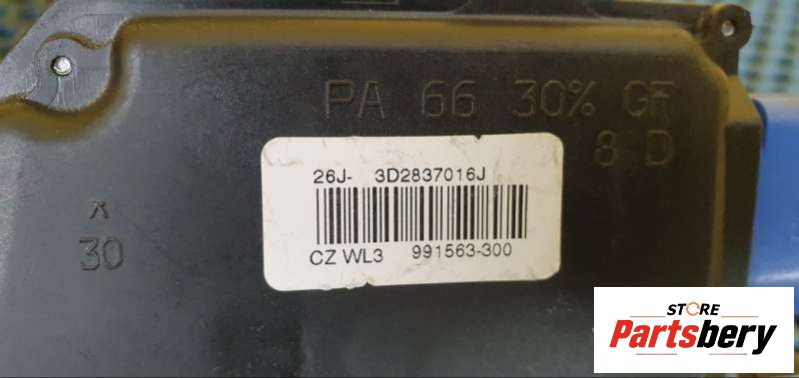 PA 66 30% GF
8 D
26J- 3D2837016J
CZ WL3 991563-300
30
STORE
Partsbery